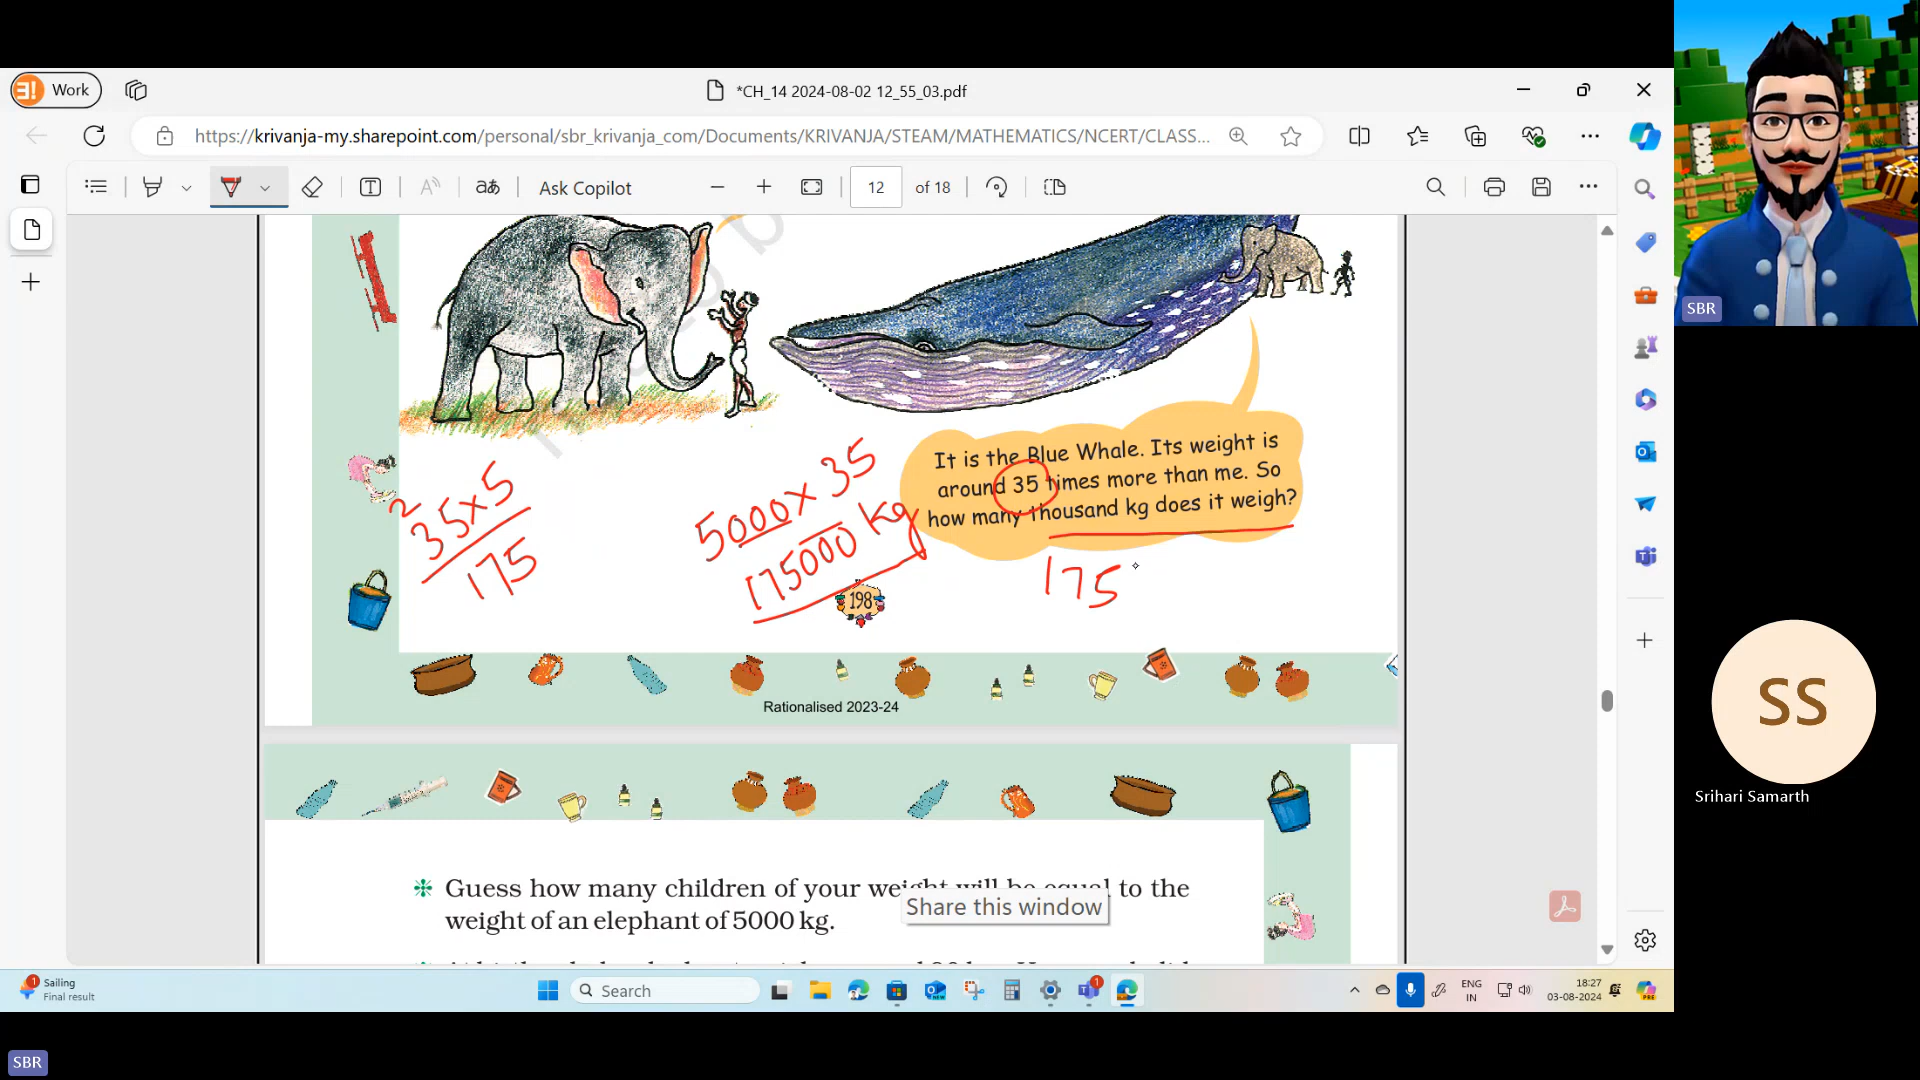 Work
*CH_14 2024-08-02 12_55_03.pdf
https://krivanja-my.sharepoint.com/personal/sbr_krivanja_com/Documents/KRIVANJA/STEAM/MATHEMATICS/NCERT/CLASS...
Ask Copilot
12 of 18
It is the Blue Whale. Its weight is
around 35 times more than me. So
how many thousand kg does it weigh?
2
35x5
175
5000x 35
175000 kg
175
198
Rationalised 2023-24
Guess how many children of your weight will be equal to the
weight of an elephant of 5000 kg.
Share this window
Sailing
Final result
Search
ENG
IN
18:27
03-08-2024
SBR
SS
Srihari Samarth
SBR